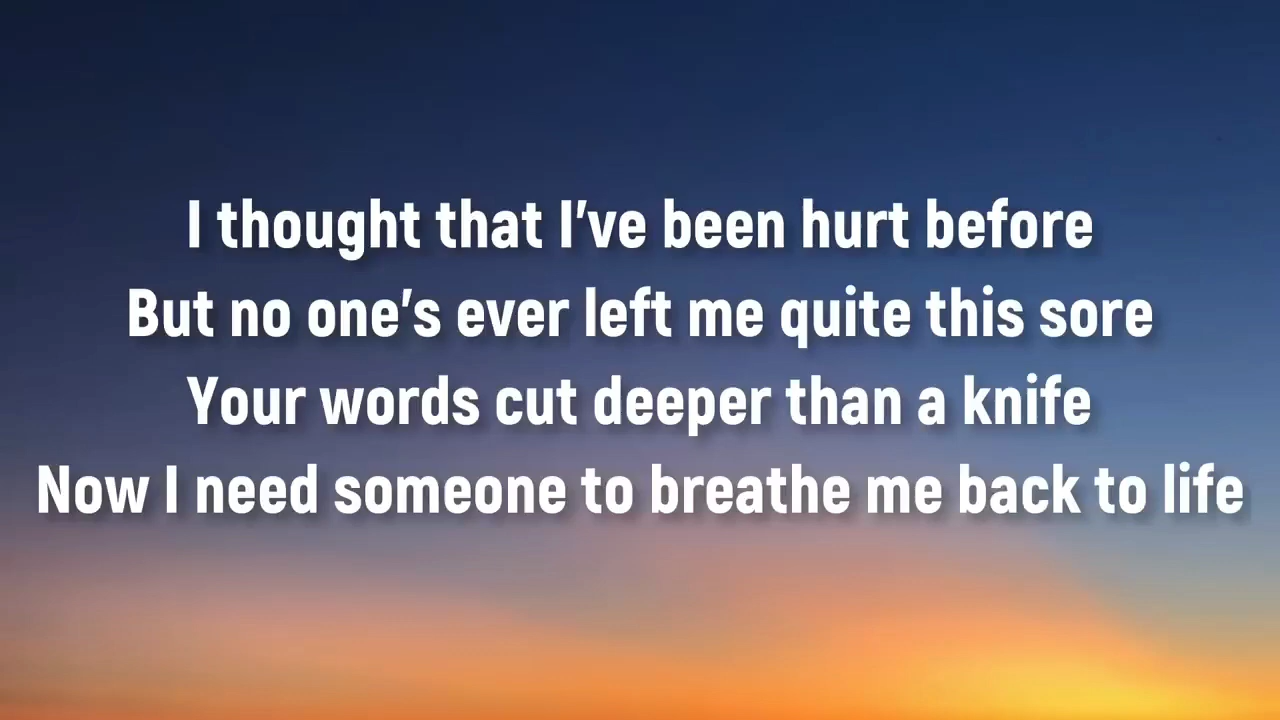 I thought that I've been hurt before
But no one's ever left me quite this sore
Your words cut deeper than a knife
Now I need someone to breathe me back to life